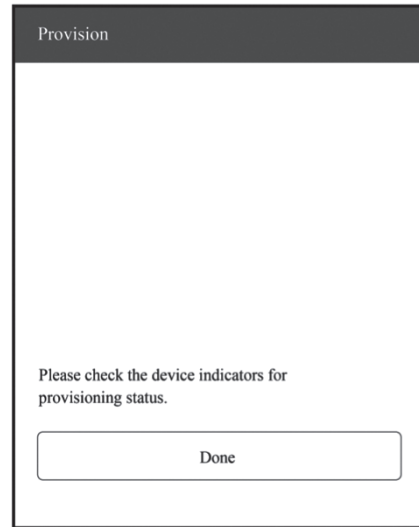 Provision
Please check the device indicators for
provisioning status.
Done